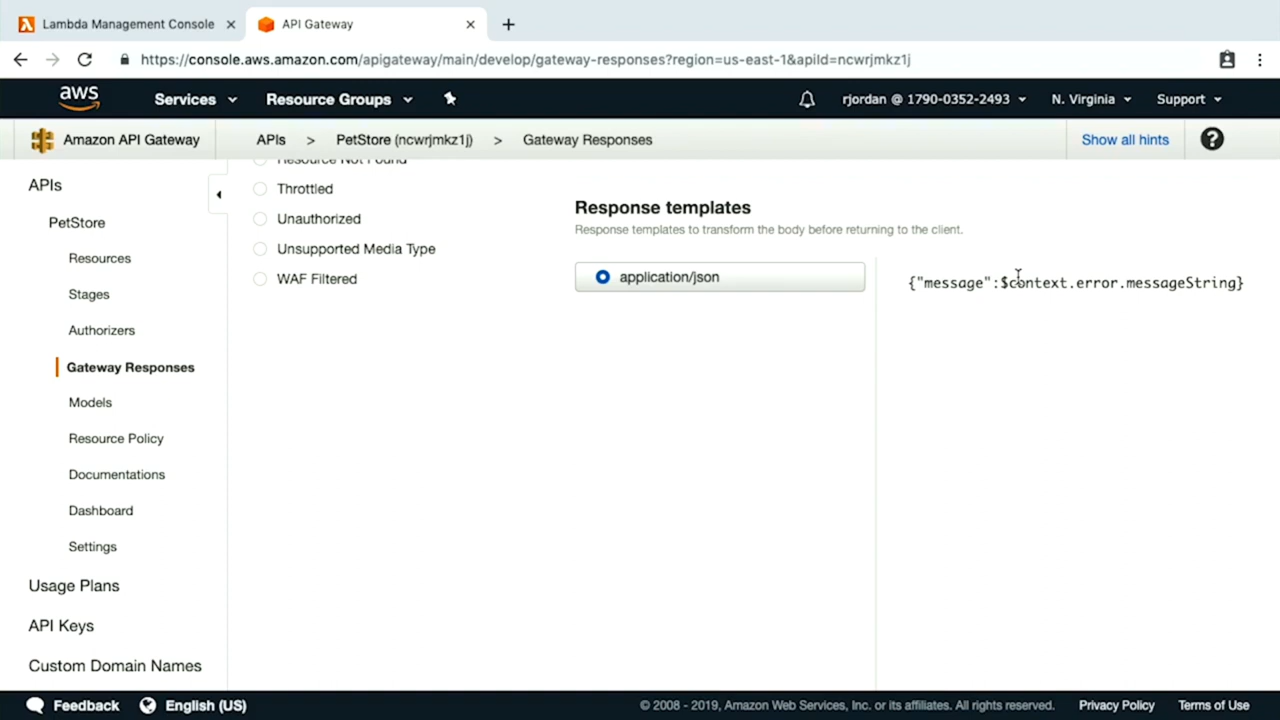 Lambda Management Console
API Gateway
https://console.aws.amazon.com/apigateway/main/develop/gateway-responses?region=us-east-1&apiId=ncwrjmkz1j
aws
Services
Resource Groups
rjordan @ 1790-0352-2493
N. Virginia
Support
Amazon API Gateway
APIs > PetStore (ncwrjmkz1j) > Gateway Responses
Show all hints
?
APIs
PetStore
Resources
Stages
Authorizers
Gateway Responses
Models
Resource Policy
Documentations
Dashboard
Settings
Usage Plans
API Keys
Custom Domain Names
Resource Not Found
Throttled
Unauthorized
Unsupported Media Type
WAF Filtered
Response templates
Response templates to transform the body before returning to the client.
application/json
{"message":$context.error.messageString}
Feedback
English (US)
© 2008 - 2019, Amazon Web Services, Inc. or its affiliates. All rights reserved.
Privacy Policy
Terms of Use